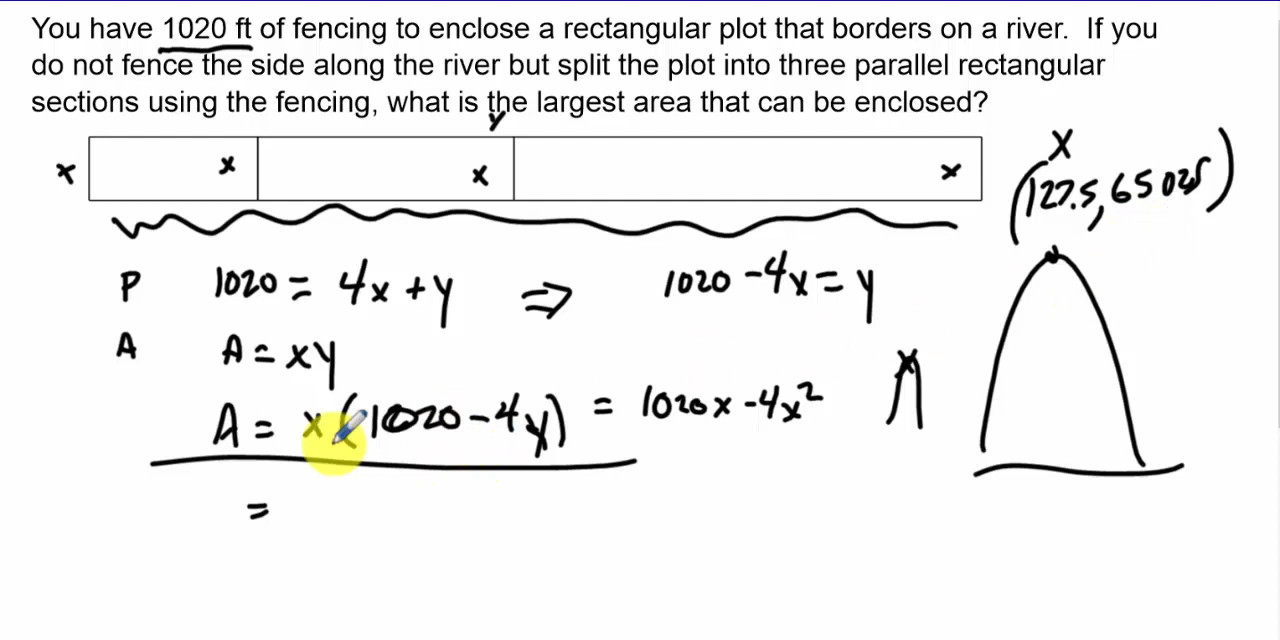 You have 1020 ft of fencing to enclose a rectangular plot that borders on a river. If you
do not fence the side along the river but split the plot into three parallel rectangular
sections using the fencing, what is the largest area that can be enclosed?
y
x x x x
x
(127.5, 65025)
P 1020 = 4x + y ⇒ 1020 - 4x = y
A A = xy
A = x(1020 - 4y) = 1020x - 4x²
=